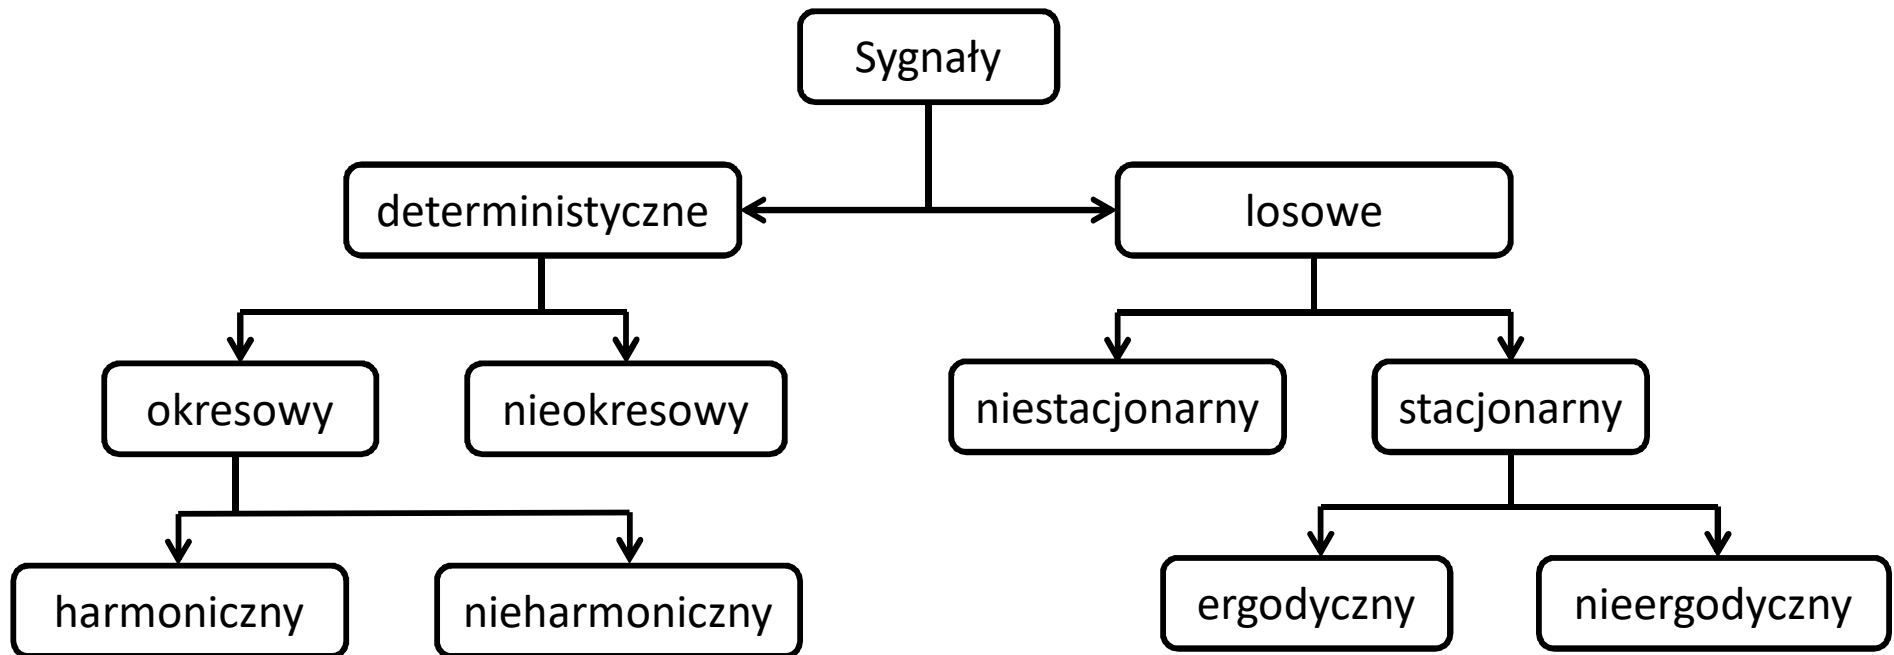 Sygnały
deterministyczne
losowe
okresowy
nieokresowy
niestacjonarny
stacjonarny
harmoniczny
nieharmoniczny
ergodyczny
nieergodyczny